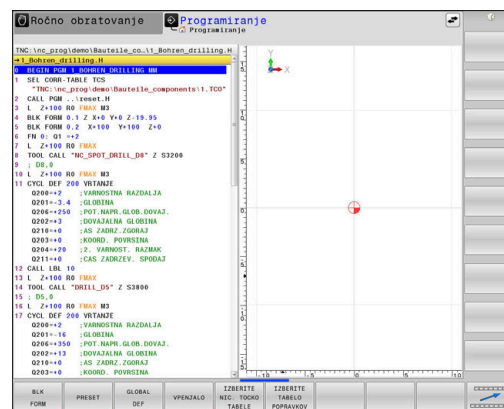 Ročno obratovanje
Programiranje
Programiranje
TNC:\nc_prog\demo\Bauteile_co…\1_Bohren_drilling.H
→1_Bohren_drilling.H
0 BEGIN PGM 1_BOHREN_DRILLING MM
1 SEL CORR-TABLE TCS
"TNC:\nc_prog\demo\Bauteile_components\1.TCO"
2 CALL PGM ..\reset.H
3 L Z+100 R0 FMAX M3
4 BLK FORM 0.1 Z X+0 Y+0 Z-19.95
5 BLK FORM 0.2 X+100 Y+100 Z+0
6 FN 0: Q1 =+2
7 L Z+100 R0 FMAX
8 TOOL CALL "NC_SPOT_DRILL_D8" Z S3200
9 ; D8,0
10 L Z+100 R0 FMAX M3
11 CYCL DEF 200 VRTANJE
Q200=+2 ;VARNOSTNA RAZDALJA
Q201=-3.4 ;GLOBINA
Q206=+250 ;POT.NAPR.GLOB.DOVAJ.
Q202=+3 ;DOVAJALNA GLOBINA
Q210=+0 ;AS ZADRZ.ZGORAJ
Q203=+0 ;KOORD. POVRSINA
Q204=+20 ;2. VARNOST. RAZMAK
Q211=+0 ;CAS ZADRZEV. SPODAJ
12 CALL LBL 10
13 L Z+100 R0 FMAX
14 TOOL CALL "DRILL_D5" Z S3800
15 ; D5,0
16 L Z+100 R0 FMAX M3
17 CYCL DEF 200 VRTANJE
Q200=+2 ;VARNOSTNA RAZDALJA
Q201=-16 ;GLOBINA
Q206=+350 ;POT.NAPR.GLOB.DOVAJ.
Q202=+13 ;DOVAJALNA GLOBINA
Q210=+0 ;AS ZADRZ.ZGORAJ
Q203=+0 ;KOORD. POVRSINA
Y
X
-10
-5
0
5
10
BLK
FORM
PRESET
GLOBAL
DEF
VPENJALO
IZBERITE
NIC. TOCKO
TABELE
IZBERITE
TABELO
POPRAVKOV